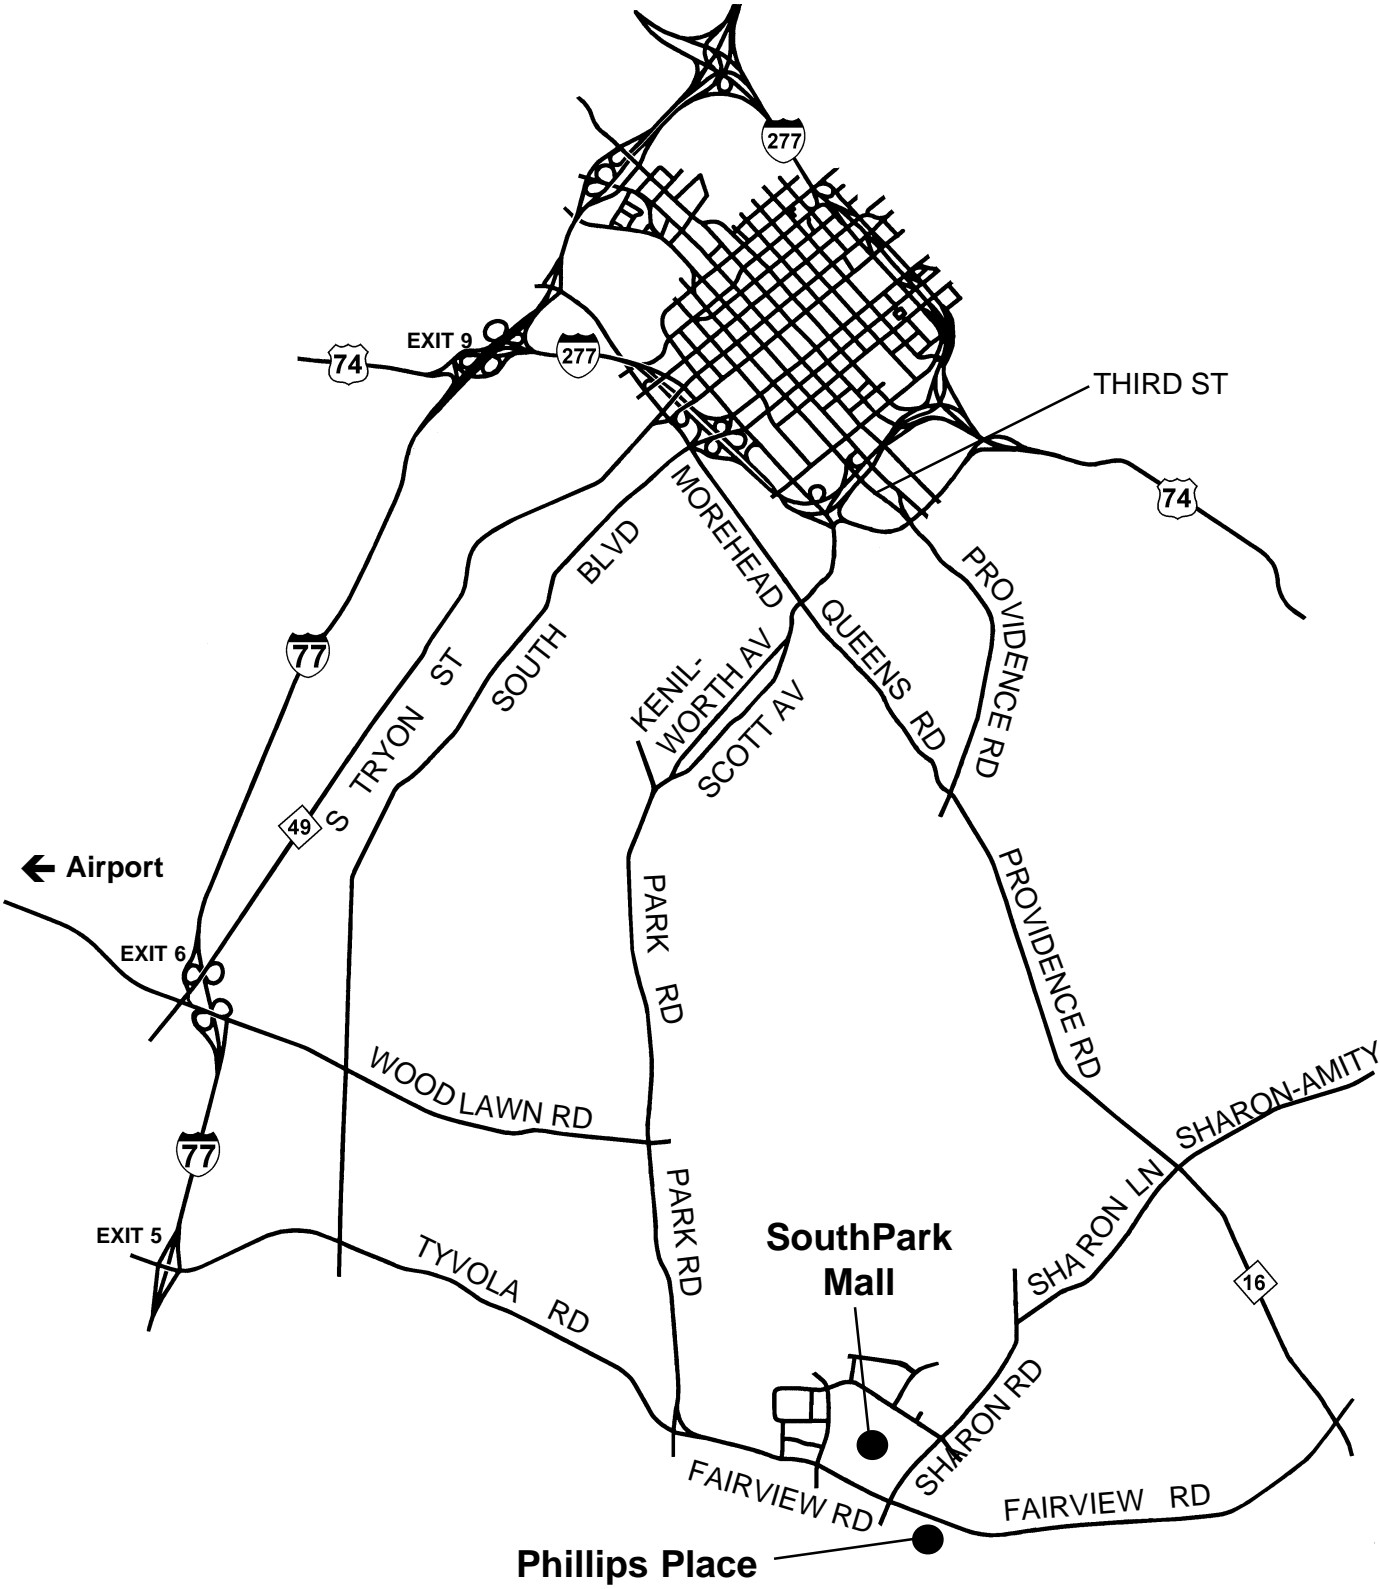 277
EXIT 9
74
277
THIRD ST
74
MOREHEAD
SOUTH BLVD
PROVIDENCE RD
QUEENS RD
KENIL-
WORTH AV
SCOTT AV
77
S TRYON ST
49
Airport
EXIT 6
PARK RD
PROVIDENCE RD
WOODLAWN RD
SHARON-AMITY
77
SHARON LN
PARK RD
EXIT 5
TYVOLA RD
SouthPark
Mall
16
SHARON RD
FAIRVIEW RD
FAIRVIEW RD
Phillips Place